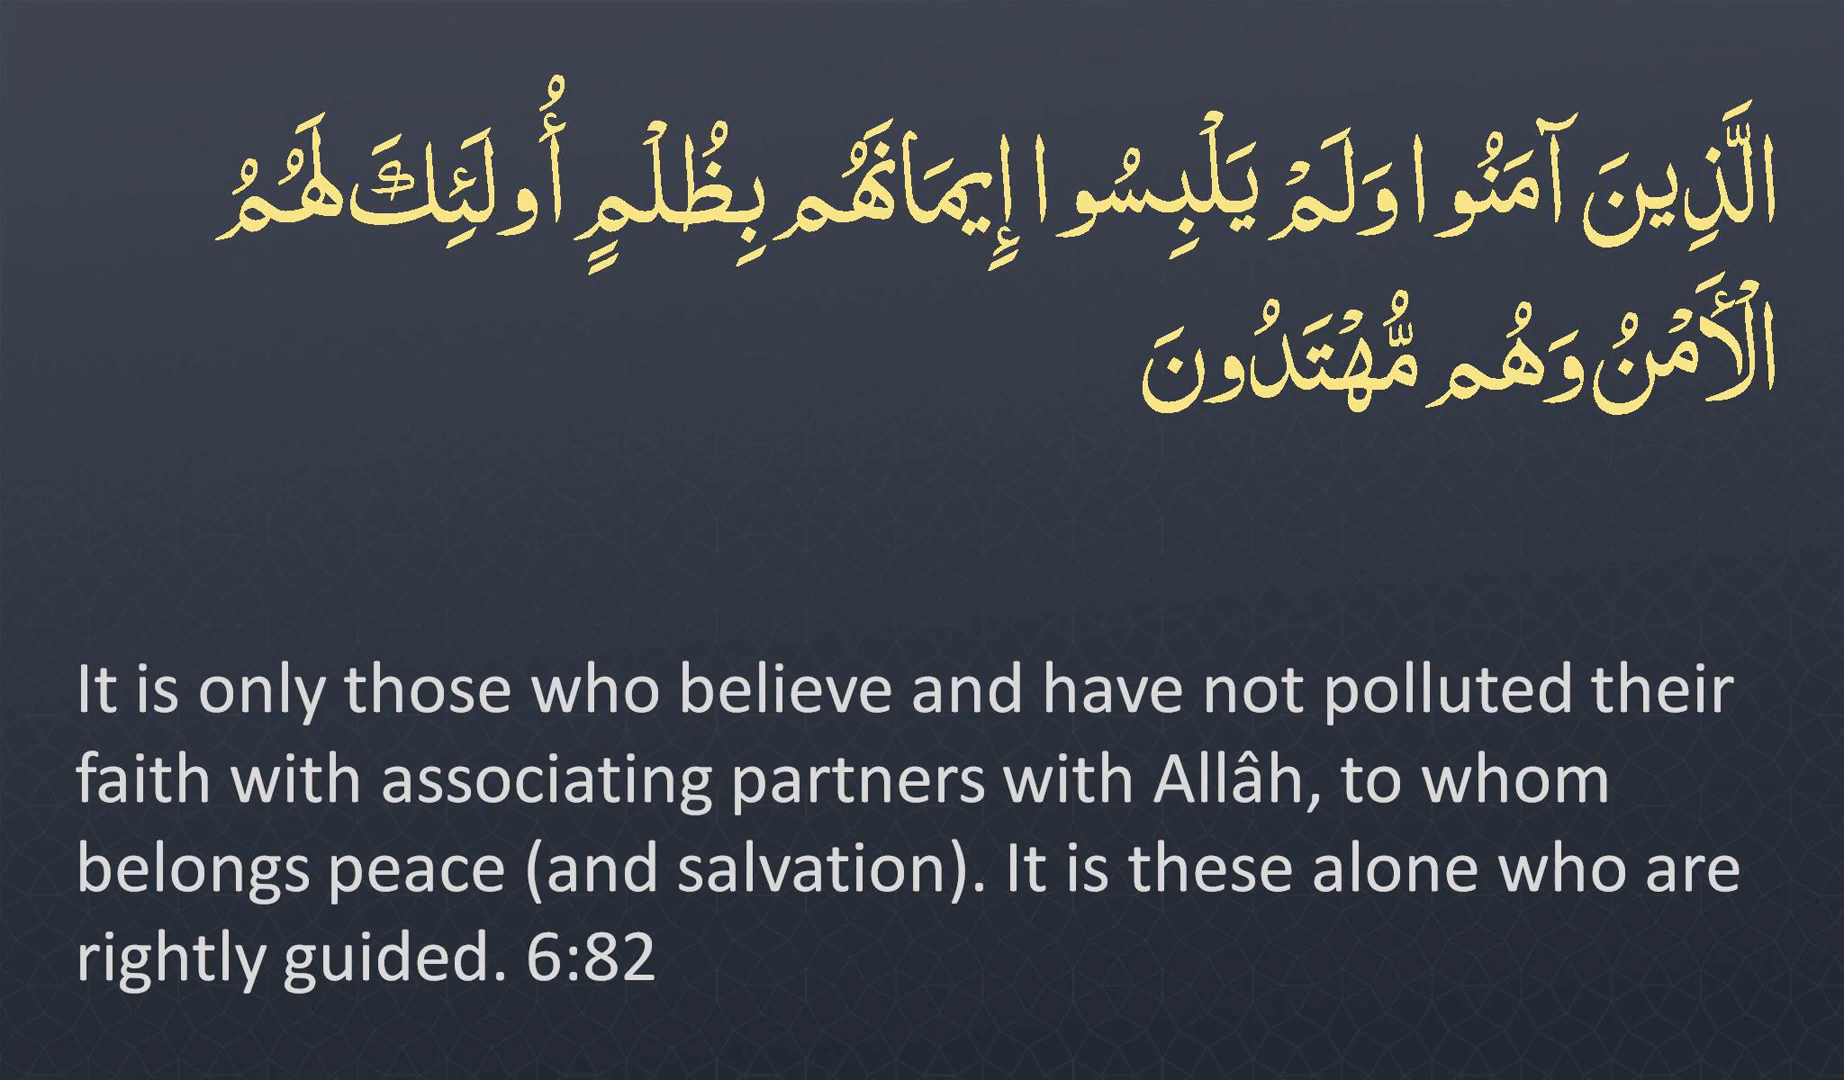 الَّذِينَ آمَنُوا وَلَمْ يَلْبِسُوا إِيمَانَهُم بِظُلْمٍ أُولَئِكَ لَهُمُ
الْأَمْنُ وَهُم مُّهْتَدُونَ
It is only those who believe and have not polluted their
faith with associating partners with Allâh, to whom
belongs peace (and salvation). It is these alone who are
rightly guided. 6:82